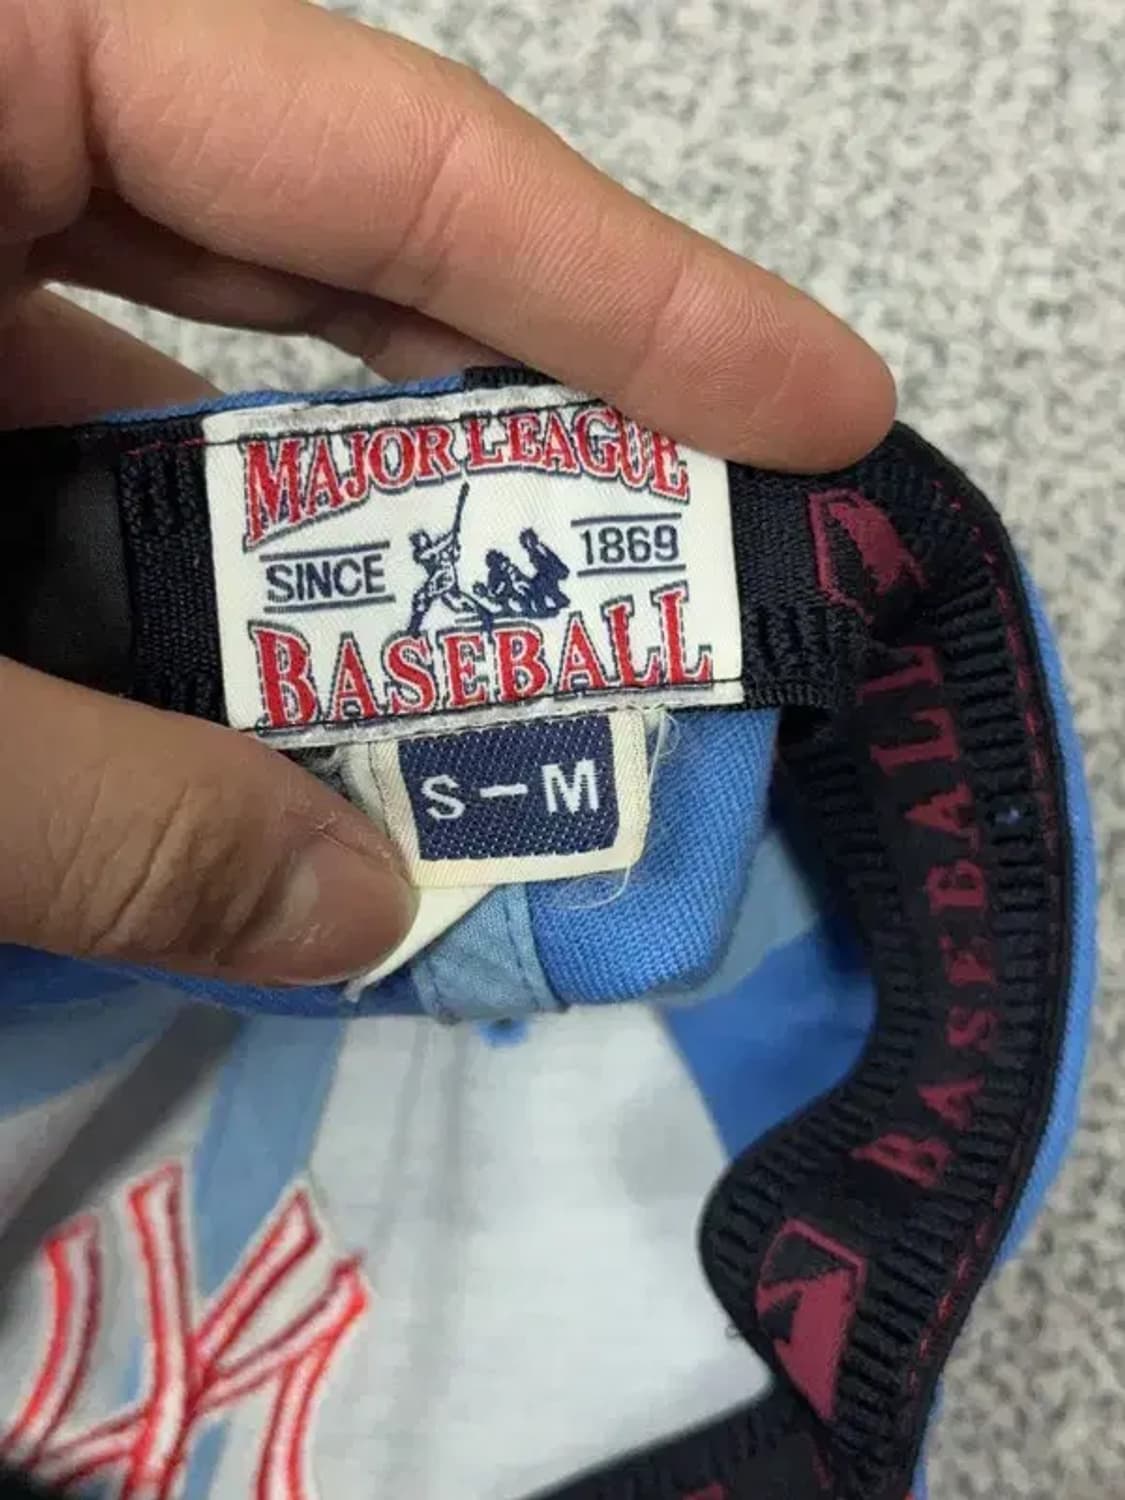 MAJOR LEAGUE
SINCE 1869
BASEBALL
S-M
BASEBALL